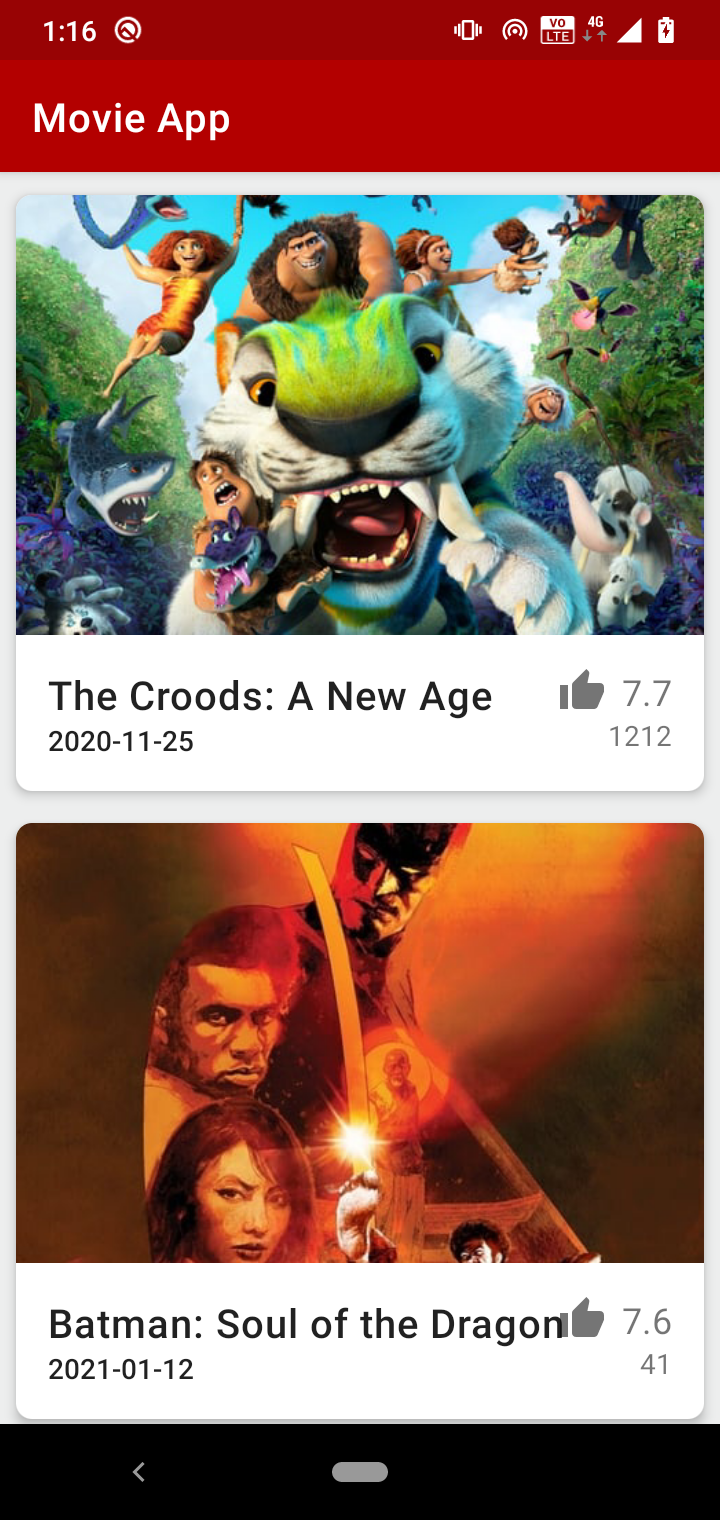 1:16
VO
LTE
4G
Movie App
The Croods: A New Age
7.7
2020-11-25
1212
Batman: Soul of the Dragon
7.6
2021-01-12
41